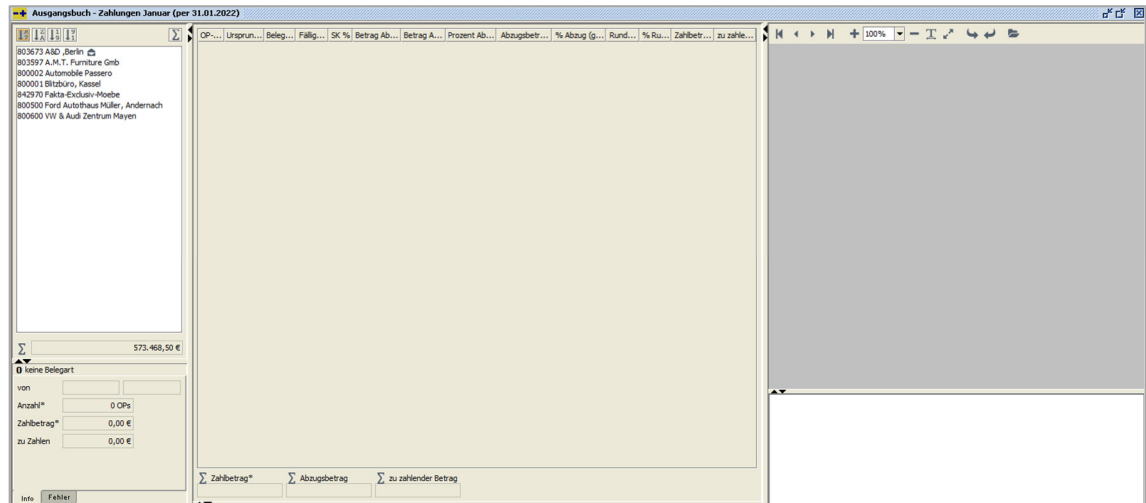 Ausgangsbuch - Zahlungen Januar (per 31.01.2022)
803673 A&D ,Berlin
803597 A.M.T. Furniture Gmb
800002 Automobile Passero
800001 Blitzbüro, Kassel
842970 Fakta-Exclusiv-Moebe
800500 Ford Autothaus Müller, Andernach
800600 VW & Audi Zentrum Mayen
Σ 573.468,50 €
0 keine Belegart
von
Anzahl* 0 OPs
Zahlbetrag* 0,00 €
zu Zahlen 0,00 €
Info Fehler
OP-... Ursprun... Beleg... Fällig... SK % Betrag Ab... Betrag A... Prozent Ab... Abzugsbetr... % Abzug (g... Rund... % Ru... Zahlbetr... zu zahle...
Σ Zahlbetrag* Σ Abzugsbetrag Σ zu zahlender Betrag
100%